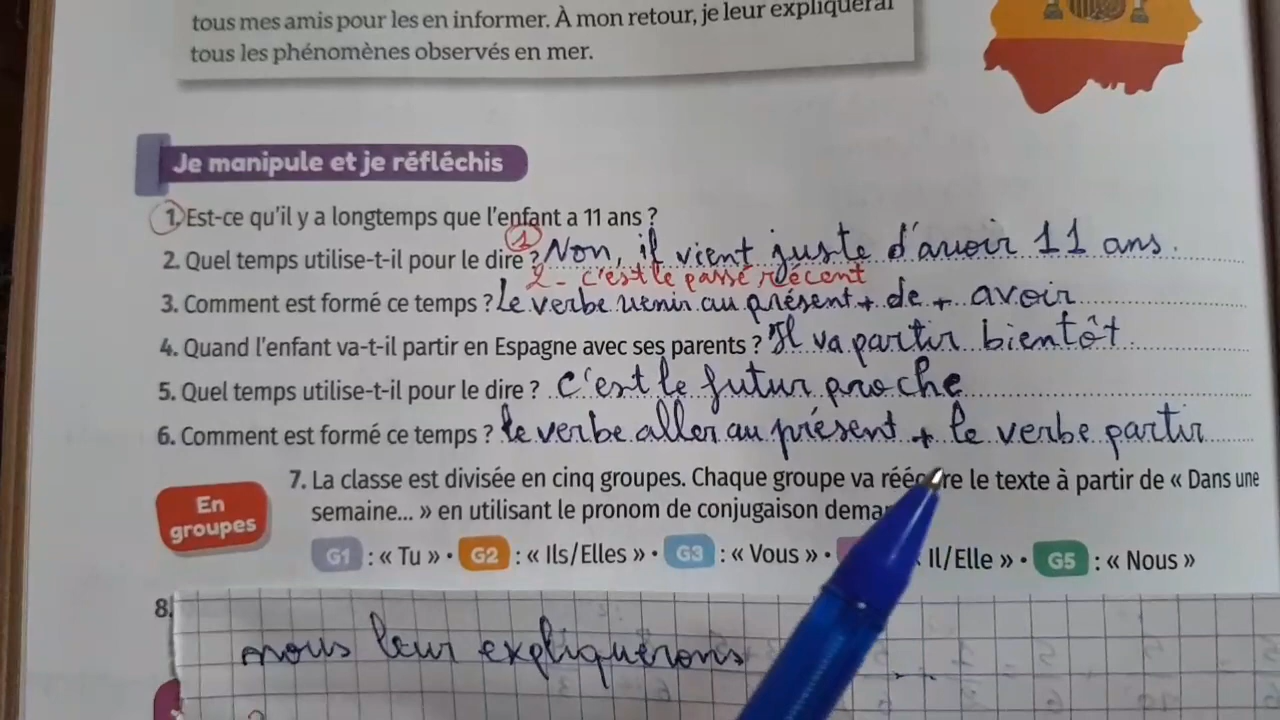 tous mes amis pour les en informer. À mon retour, je leur expliquerai
tous les phénomènes observés en mer.
Je manipule et je réfléchis
1. Est-ce qu'il y a longtemps que l'enfant a 11 ans ?
2. Quel temps utilise-t-il pour le dire ? 1 Non, il vient juste d'avoir 11 ans.
2 - c'est le passé récent
3. Comment est formé ce temps ? Le verbe venir au présent + de + avoir
4. Quand l'enfant va-t-il partir en Espagne avec ses parents ? Il va partir bientôt.
5. Quel temps utilise-t-il pour le dire ? c'est le futur proche
6. Comment est formé ce temps ? le verbe aller au présent + le verbe partir
En groupes
7. La classe est divisée en cinq groupes. Chaque groupe va le texte à partir de « Dans une
semaine... » en utilisant le pronom de conjugaison
G1 : « Tu » • G2 : « Ils/Elles » • G3 : « Vous » • Il/Elle » • G5 : « Nous »
8.
nous leur expliquerons